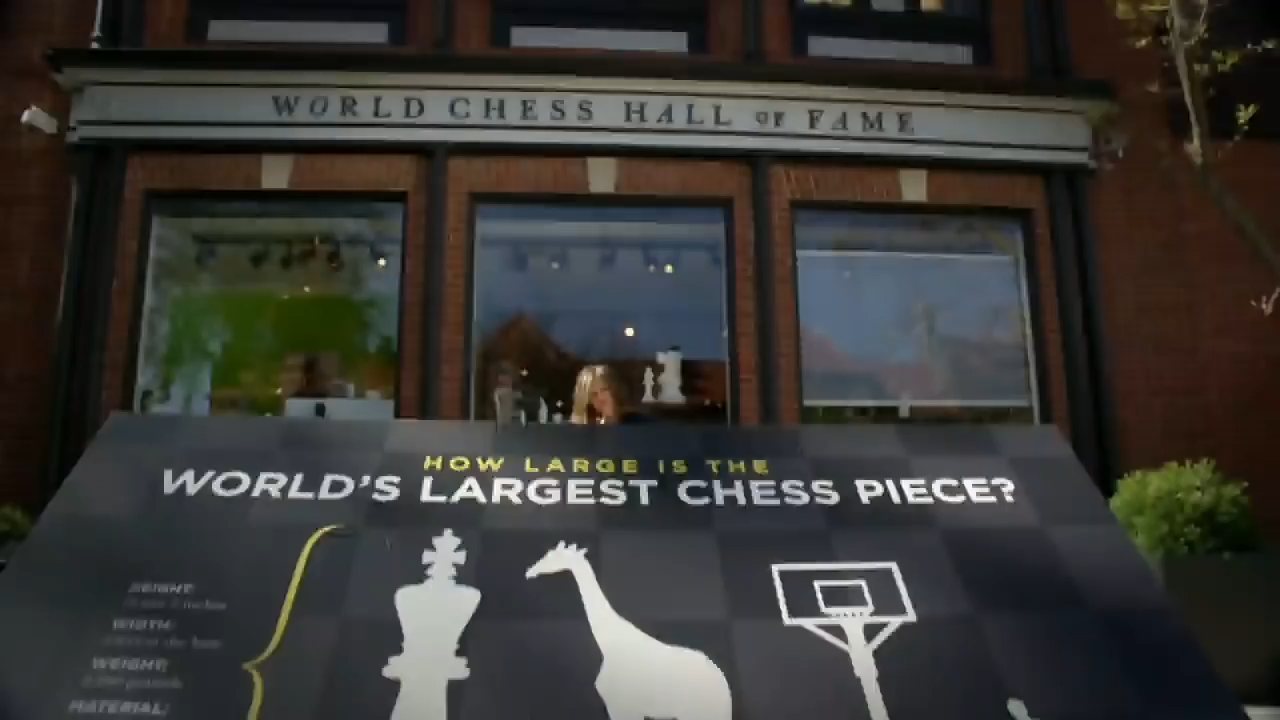 WORLD CHESS HALL OF FAME
HOW LARGE IS THE
WORLD'S LARGEST CHESS PIECE?
HEIGHT:
WIDTH:
WEIGHT:
MATERIAL: